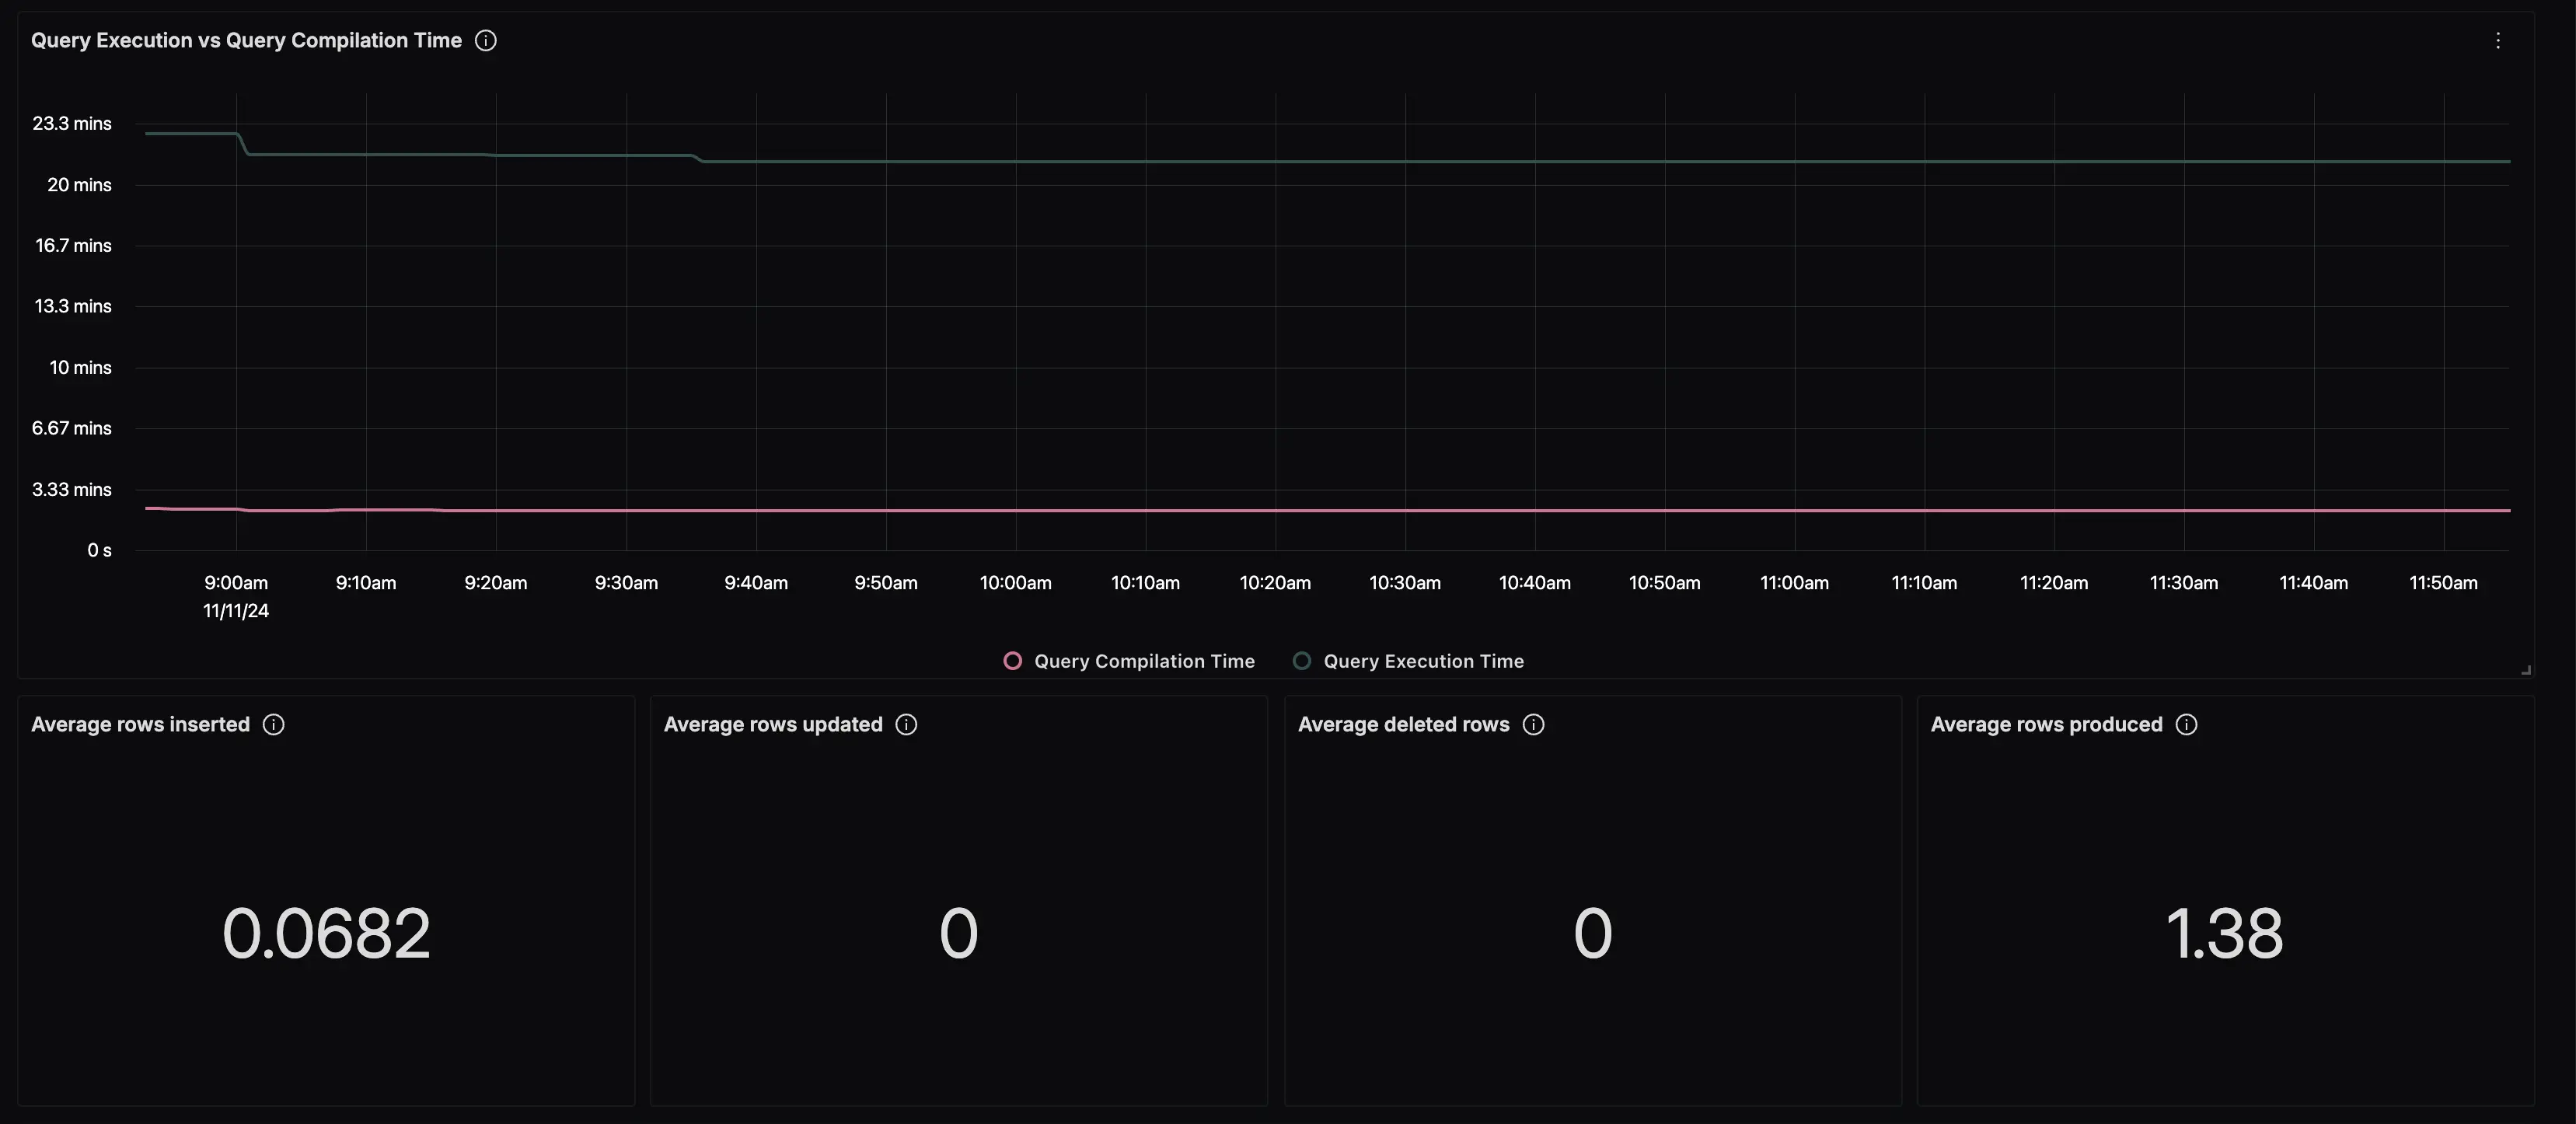 Query Execution vs Query Compilation Time
23.3 mins
20 mins
16.7 mins
13.3 mins
10 mins
6.67 mins
3.33 mins
0 s
9:00am 9:10am 9:20am 9:30am 9:40am 9:50am 10:00am 10:10am 10:20am 10:30am 10:40am 10:50am 11:00am 11:10am 11:20am 11:30am 11:40am 11:50am
11/11/24
Query Compilation Time Query Execution Time
Average rows inserted
0.0682
Average rows updated
0
Average deleted rows
0
Average rows produced
1.38